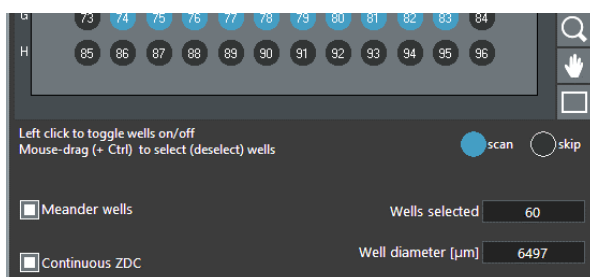 G 73 74 75 76 77 78 79 80 81 82 83 84
H 85 86 87 88 89 90 91 92 93 94 95 96
Left click to toggle wells on/off
Mouse-drag (+ Ctrl) to select (deselect) wells
scan skip
Meander wells
Wells selected 60
Well diameter [µm] 6497
Continuous ZDC